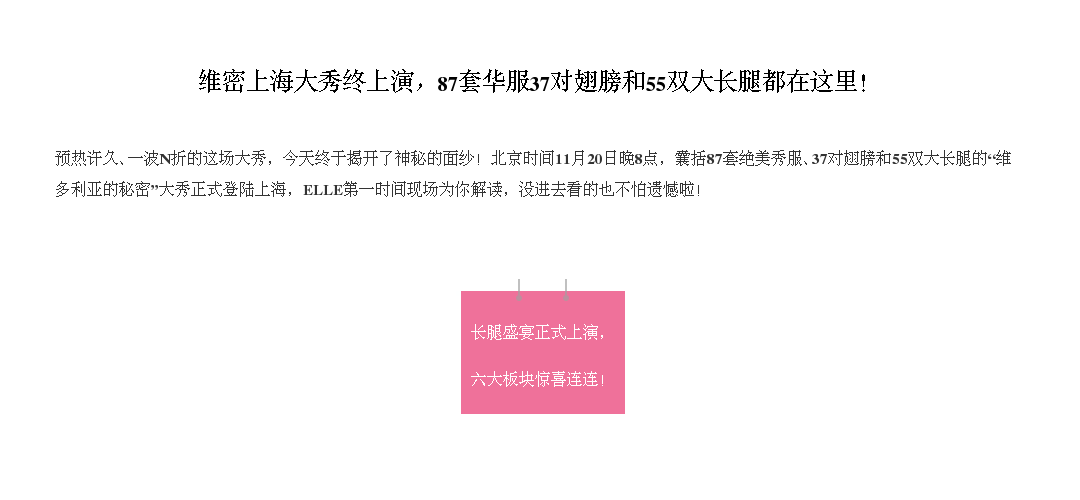 维密上海大秀终上演，87套华服37对翅膀和55双大长腿都在这里！
预热许久、一波N折的这场大秀，今天终于揭开了神秘的面纱！北京时间11月20日晚8点，囊括87套绝美秀服、37对翅膀和55双大长腿的“维
多利亚的秘密”大秀正式登陆上海，ELLE第一时间现场为你解读，没进去看的也不怕遗憾啦！
长腿盛宴正式上演，
六大板块惊喜连连！